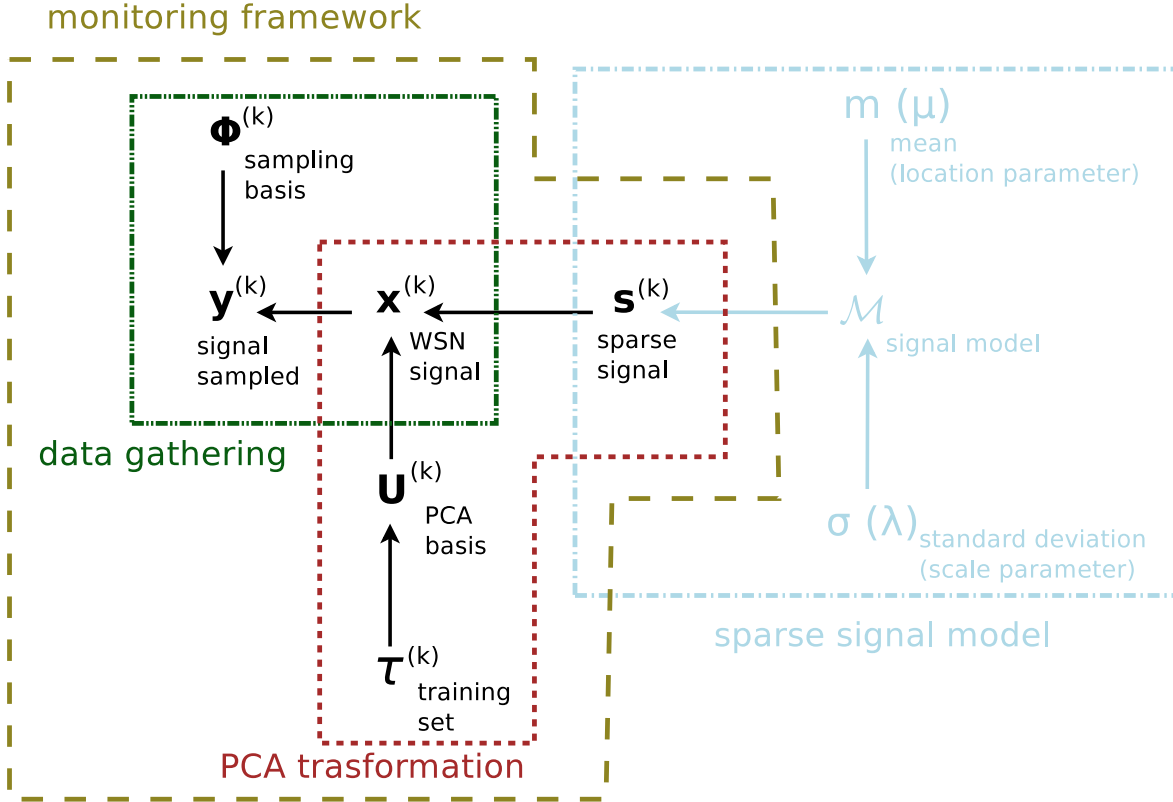 monitoring framework
Φ(k)
sampling
basis
m (μ)
mean
(location parameter)
y(k)
signal
sampled
x(k)
WSN
signal
s(k)
sparse
signal
ℳ
signal model
data gathering
U(k)
PCA
basis
σ (λ)
standard deviation
(scale parameter)
sparse signal model
τ(k)
training
set
PCA trasformation